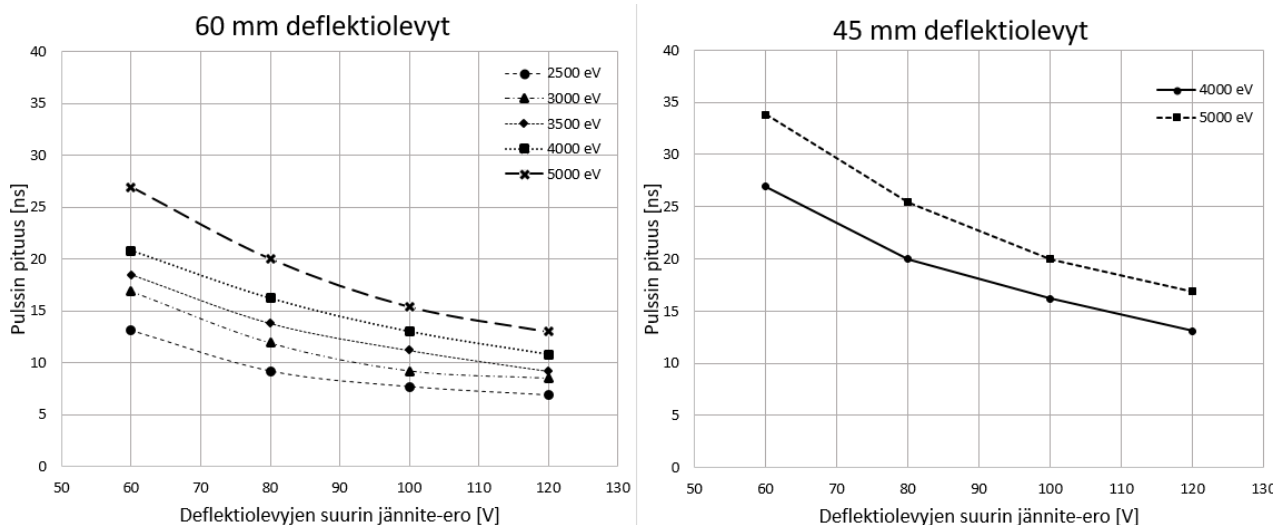 60 mm deflektiolevyt
Pulssin pituus [ns]
40
35
30
25
20
15
10
5
0
2500 eV
3000 eV
3500 eV
4000 eV
5000 eV
50 60 70 80 90 100 110 120 130
Deflektiolevyjen suurin jännite-ero [V]
45 mm deflektiolevyt
Pulssin pituus [ns]
40
35
30
25
20
15
10
5
0
4000 eV
5000 eV
50 60 70 80 90 100 110 120 130
Deflektiolevyjen suurin jännite-ero [V]